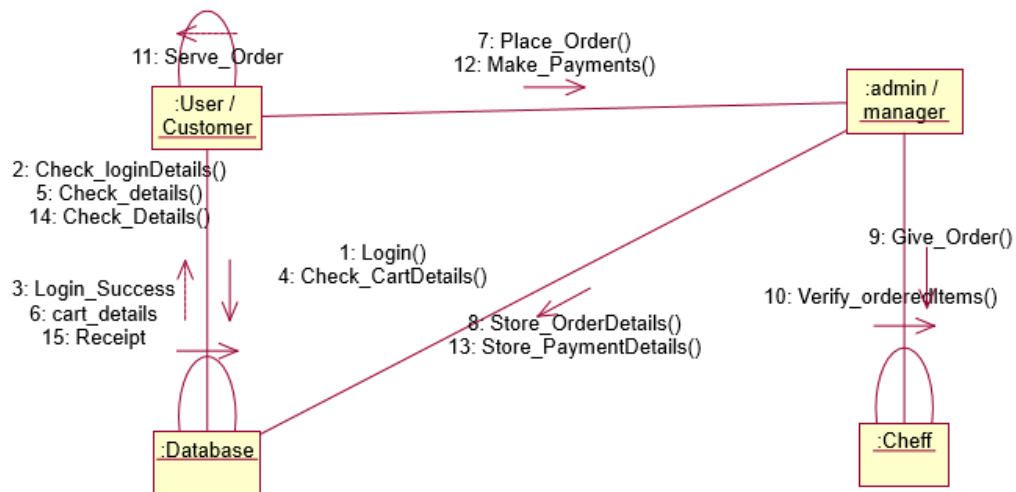 11: Serve_Order
7: Place_Order()
12: Make_Payments()
:User /
Customer
:admin /
manager
2: Check_loginDetails()
5: Check_details()
14: Check_Details()
1: Login()
4: Check_CartDetails()
9: Give_Order()
3: Login_Success
6: cart_details
15: Receipt
10: Verify_orderedItems()
8: Store_OrderDetails()
13: Store_PaymentDetails()
:Database
:Cheff